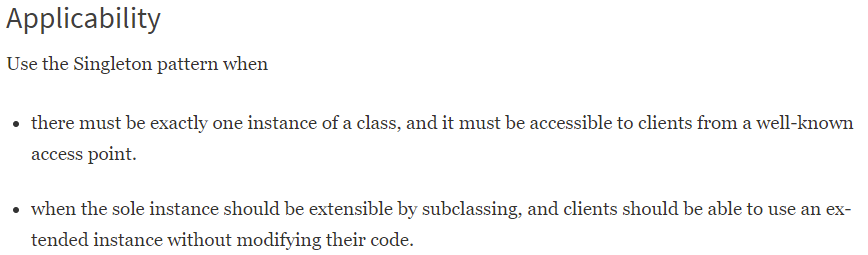 Applicability
Use the Singleton pattern when
• there must be exactly one instance of a class, and it must be accessible to clients from a well-known
access point.
• when the sole instance should be extensible by subclassing, and clients should be able to use an ex-
tended instance without modifying their code.